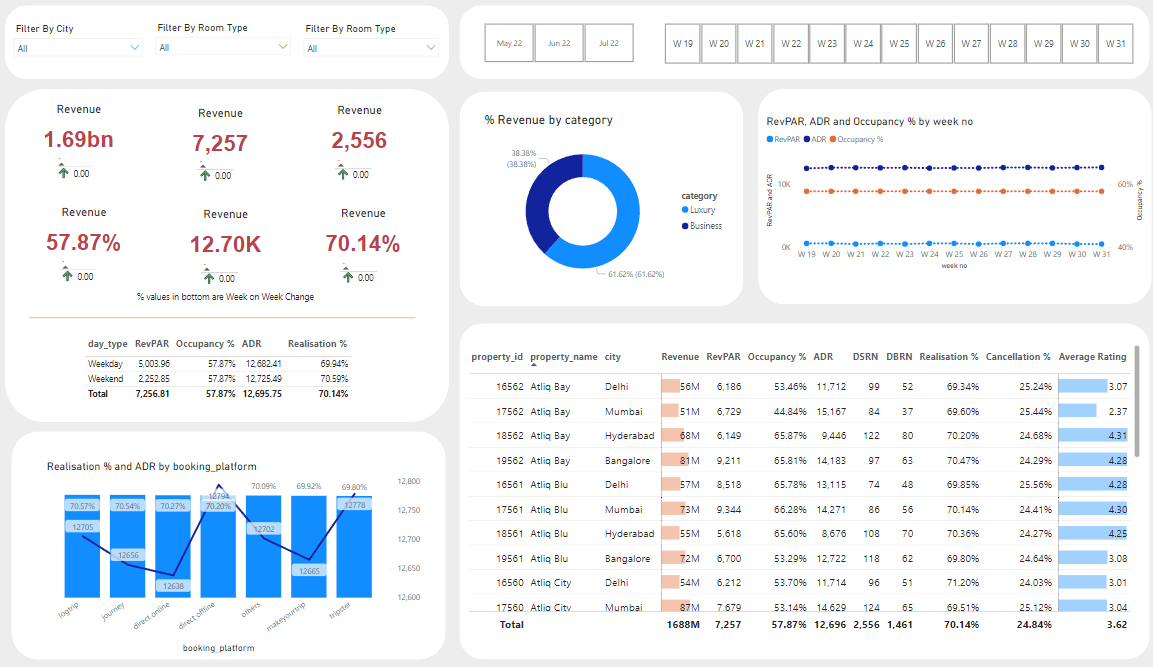 Filter By City
All
Filter By Room Type
All
Filter By Room Type
All
May 22 Jun 22 Jul 22
W 19 W 20 W 21 W 22 W 23 W 24 W 25 W 26 W 27 W 28 W 29 W 30 W 31
Revenue
1.69bn
0.00
Revenue
7,257
0.00
Revenue
2,556
0.00
Revenue
57.87%
0.00
Revenue
12.70K
0.00
Revenue
70.14%
0.00
% values in bottom are Week on Week Change
day_type RevPAR Occupancy % ADR Realisation %
Weekday 5,003.96 57.87% 12,682.41 69.94%
Weekend 2,252.85 57.87% 12,725.49 70.59%
Total 7,256.81 57.87% 12,695.75 70.14%
% Revenue by category
38.38%
(38.38%)
61.62% (61.62%)
category
Luxury
Business
RevPAR, ADR and Occupancy % by week no
RevPAR ADR Occupancy %
RevPAR and ADR
10K
0K
60%
40%
Occupancy %
W 19 W 20 W 21 W 22 W 23 W 24 W 25 W 26 W 27 W 28 W 29 W 30 W 31
week no
Realisation % and ADR by booking_platform
70.57% 70.54% 70.27% 70.20% 70.09% 69.92% 69.80%
12705 12656 12638 12794 12702 12665 12778
12,800
12,750
12,700
12,650
12,600
logtrip journey direct online direct offline others makeyourtrip tripster
booking_platform
property_id property_name city Revenue RevPAR Occupancy % ADR DSRN DBRN Realisation % Cancellation % Average Rating
16562 Atliq Bay Delhi 56M 6,186 53.46% 11,712 99 52 69.34% 25.24% 3.07
17562 Atliq Bay Mumbai 51M 6,729 44.84% 15,167 84 37 69.60% 25.44% 2.37
18562 Atliq Bay Hyderabad 68M 6,149 65.87% 9,446 122 80 70.20% 24.68% 4.31
19562 Atliq Bay Bangalore 81M 9,211 65.81% 14,183 97 63 70.47% 24.29% 4.28
16561 Atliq Blu Delhi 57M 8,518 65.78% 13,115 74 48 69.85% 25.56% 4.28
17561 Atliq Blu Mumbai 73M 9,344 66.28% 14,271 86 56 70.14% 24.41% 4.30
18561 Atliq Blu Hyderabad 55M 5,618 65.60% 8,676 108 70 70.36% 24.27% 4.25
19561 Atliq Blu Bangalore 72M 6,700 53.29% 12,722 118 62 69.80% 24.64% 3.08
16560 Atliq City Delhi 54M 6,212 53.70% 11,714 96 51 71.20% 24.03% 3.01
17560 Atliq City Mumbai 87M 7,679 53.14% 14,629 124 65 69.51% 25.12% 3.04
Total 1688M 7,257 57.87% 12,696 2,556 1,461 70.14% 24.84% 3.62